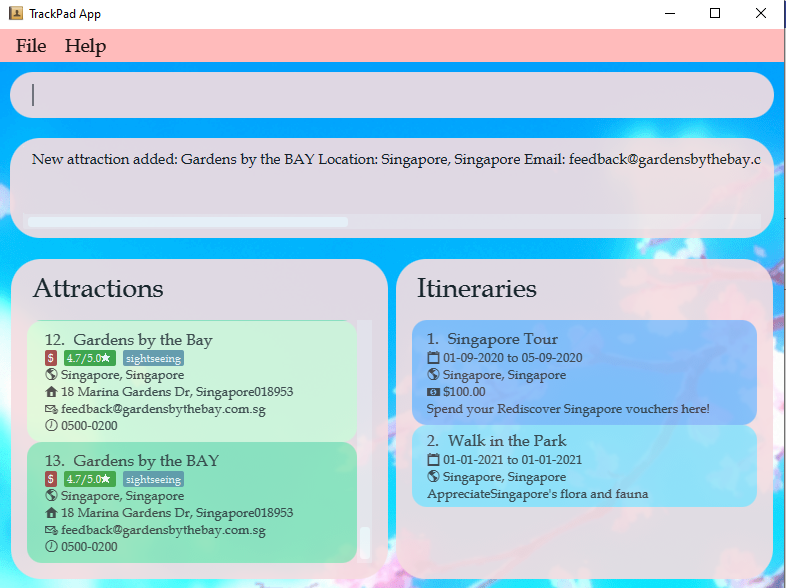 TrackPad App
File Help
New attraction added: Gardens by the BAY Location: Singapore, Singapore Email: feedback@gardensbythebay.c
Attractions
12. Gardens by the Bay
$ 4.7/5.0★ sightseeing
Singapore, Singapore
18 Marina Gardens Dr, Singapore018953
feedback@gardensbythebay.com.sg
0500-0200
13. Gardens by the BAY
$ 4.7/5.0★ sightseeing
Singapore, Singapore
18 Marina Gardens Dr, Singapore018953
feedback@gardensbythebay.com.sg
0500-0200
Itineraries
1. Singapore Tour
01-09-2020 to 05-09-2020
Singapore, Singapore
$100.00
Spend your Rediscover Singapore vouchers here!
2. Walk in the Park
01-01-2021 to 01-01-2021
Singapore, Singapore
AppreciateSingapore's flora and fauna